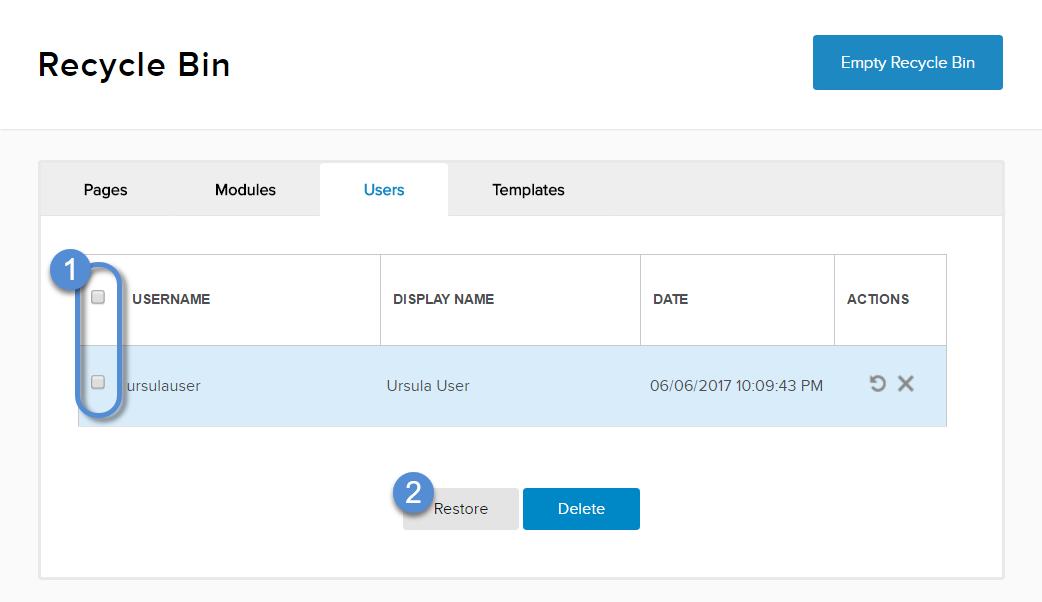 Recycle Bin
Empty Recycle Bin
Pages Modules Users Templates
1
USERNAME DISPLAY NAME DATE ACTIONS
ursulauser Ursula User 06/06/2017 10:09:43 PM
2
Restore Delete